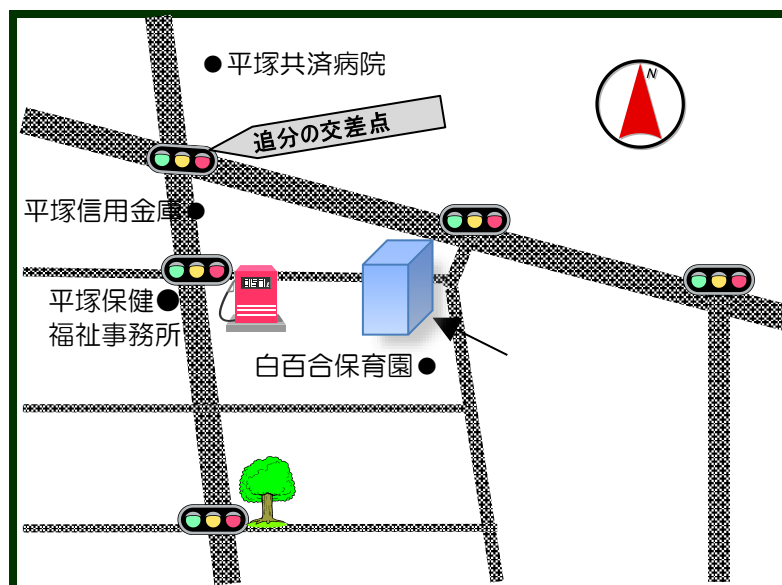 平塚共済病院
N
追分の交差点
平塚信用金庫
平塚保健
福祉事務所
白百合保育園